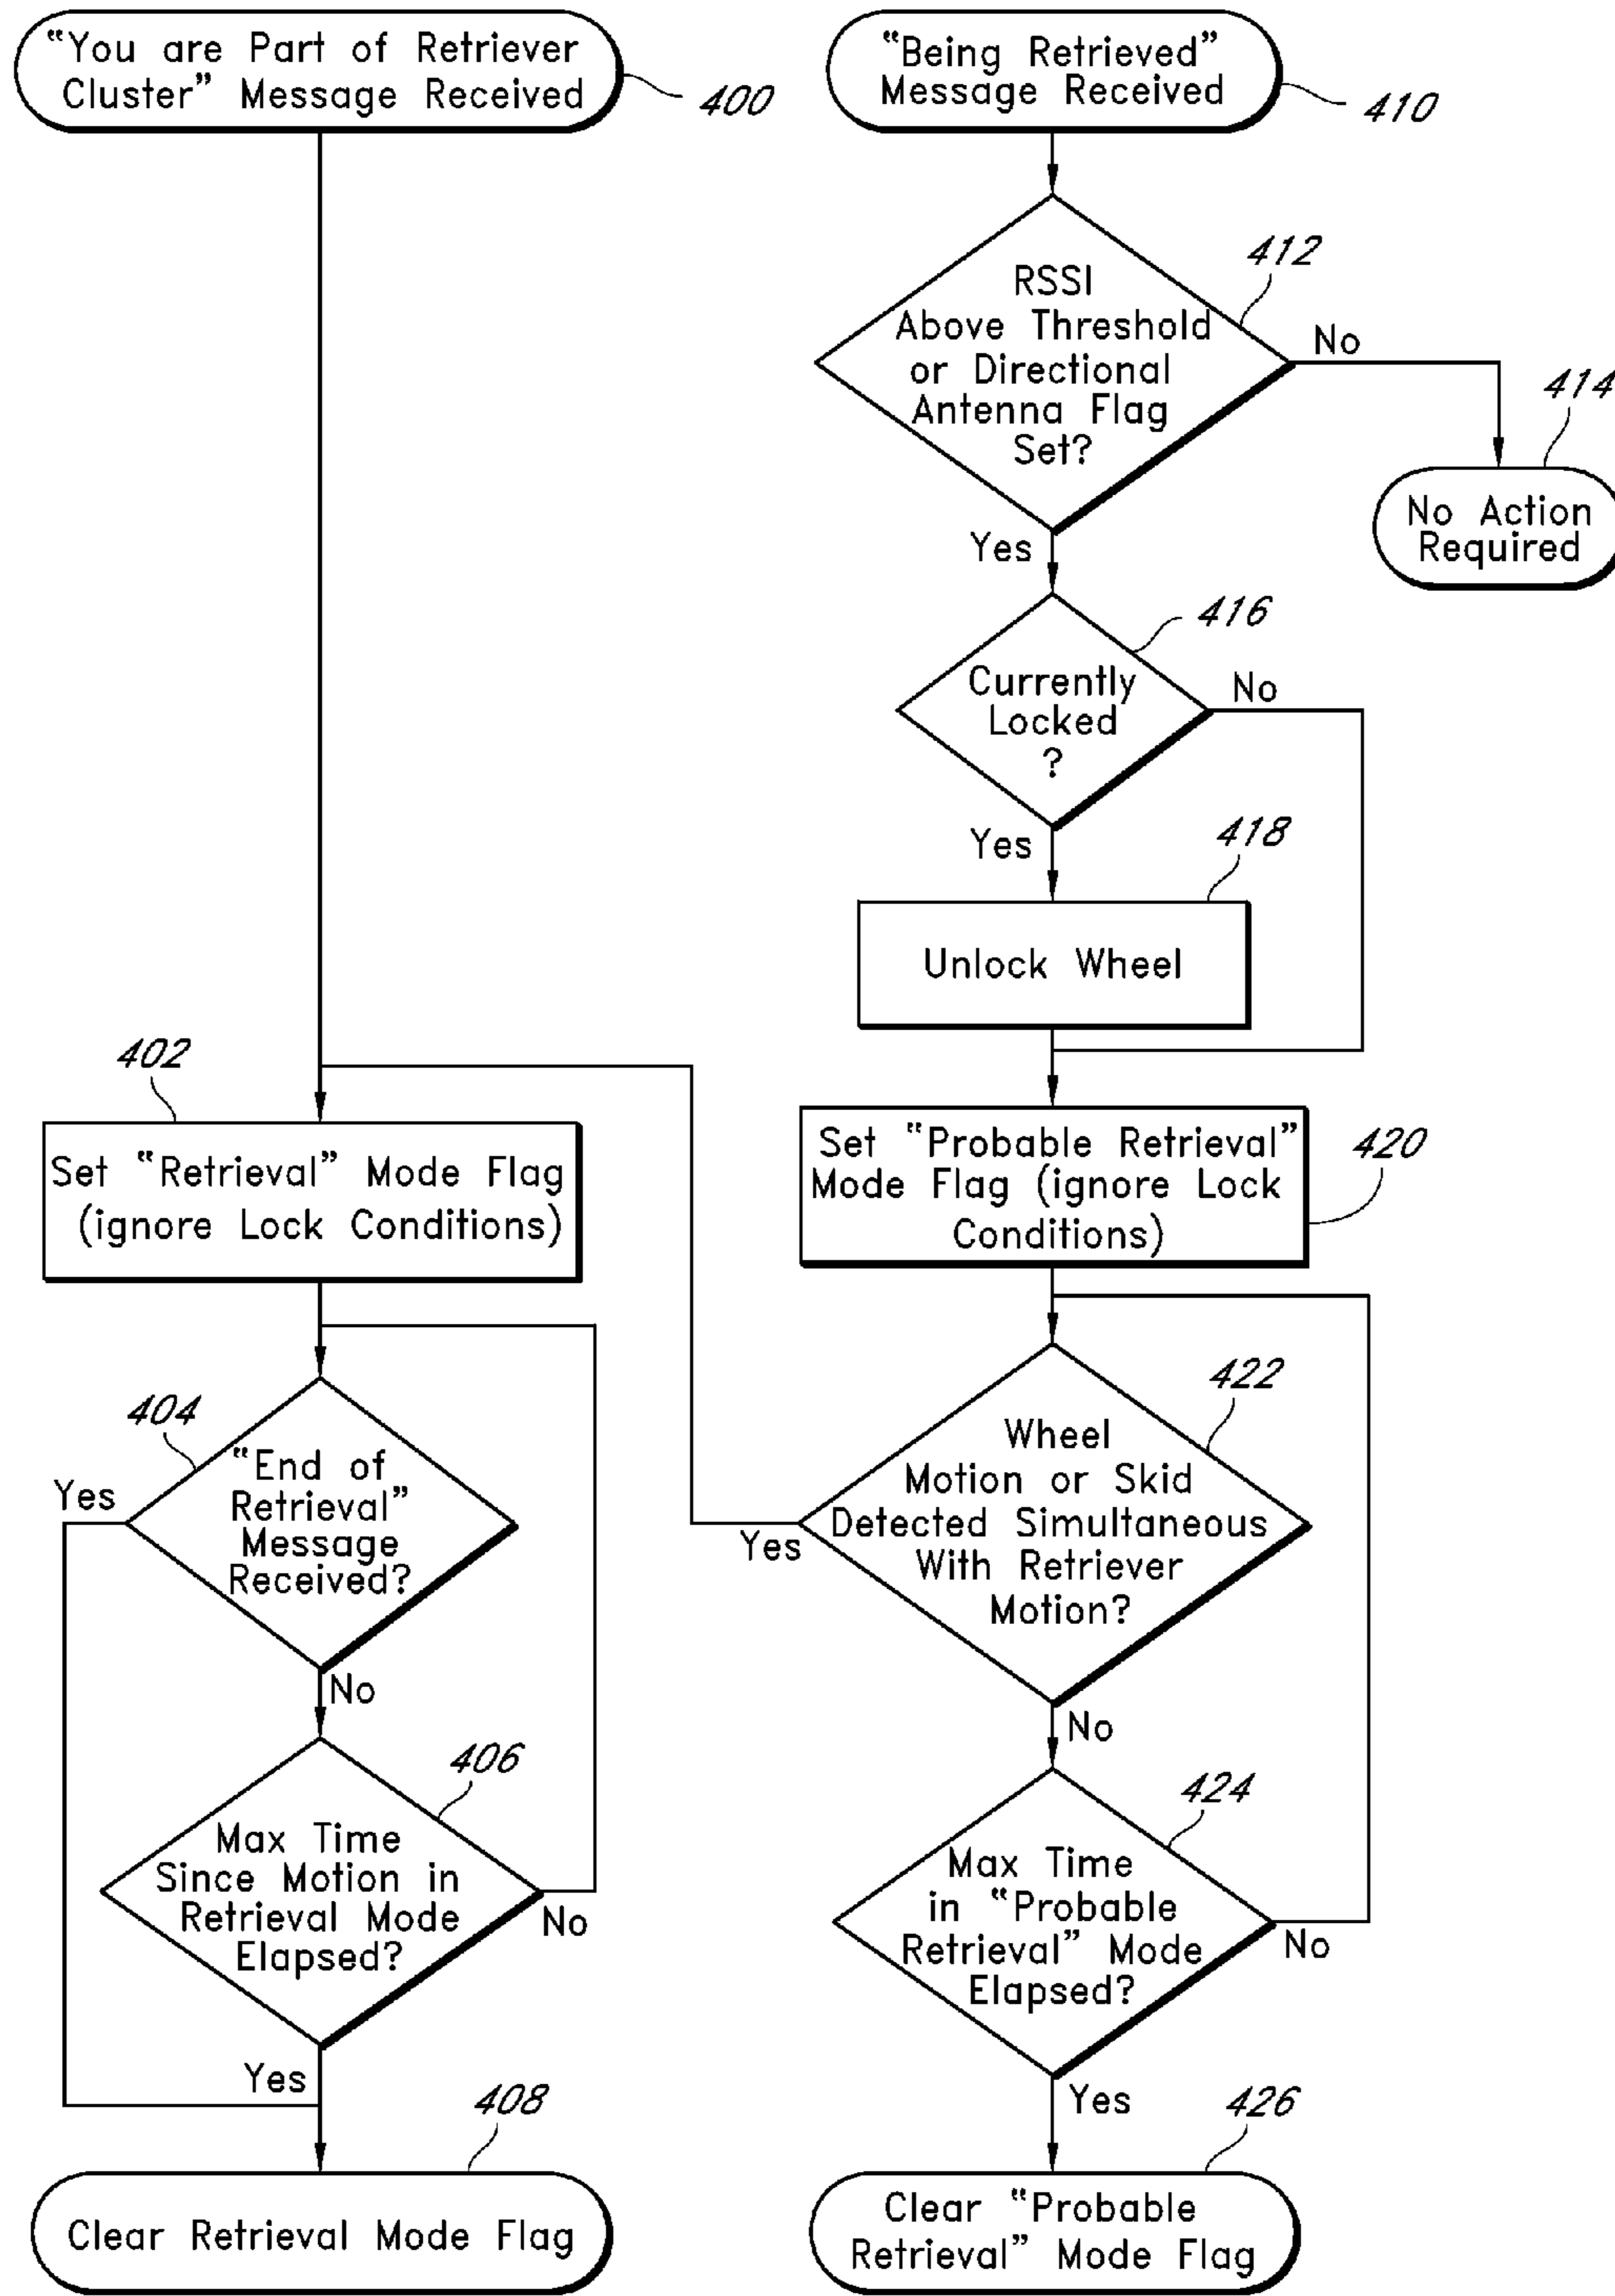 “You are Part of Retriever
Cluster” Message Received
400
“Being Retrieved”
Message Received
410
RSSI
Above Threshold
or Directional
Antenna Flag
Set?
412
No
414
No Action
Required
Yes
416
Currently
Locked
?
No
Yes
418
Unlock Wheel
402
Set “Retrieval” Mode Flag
(ignore Lock Conditions)
Set “Probable Retrieval”
Mode Flag (ignore Lock
Conditions)
420
404
“End of
Retrieval”
Message
Received?
Yes
No
422
Wheel
Motion or Skid
Detected Simultaneous
With Retriever
Motion?
Yes
No
406
Max Time
Since Motion in
Retrieval Mode
Elapsed?
No
Yes
424
Max Time
in “Probable
Retrieval” Mode
Elapsed?
No
Yes
408
Clear Retrieval Mode Flag
426
Clear “Probable
Retrieval” Mode Flag